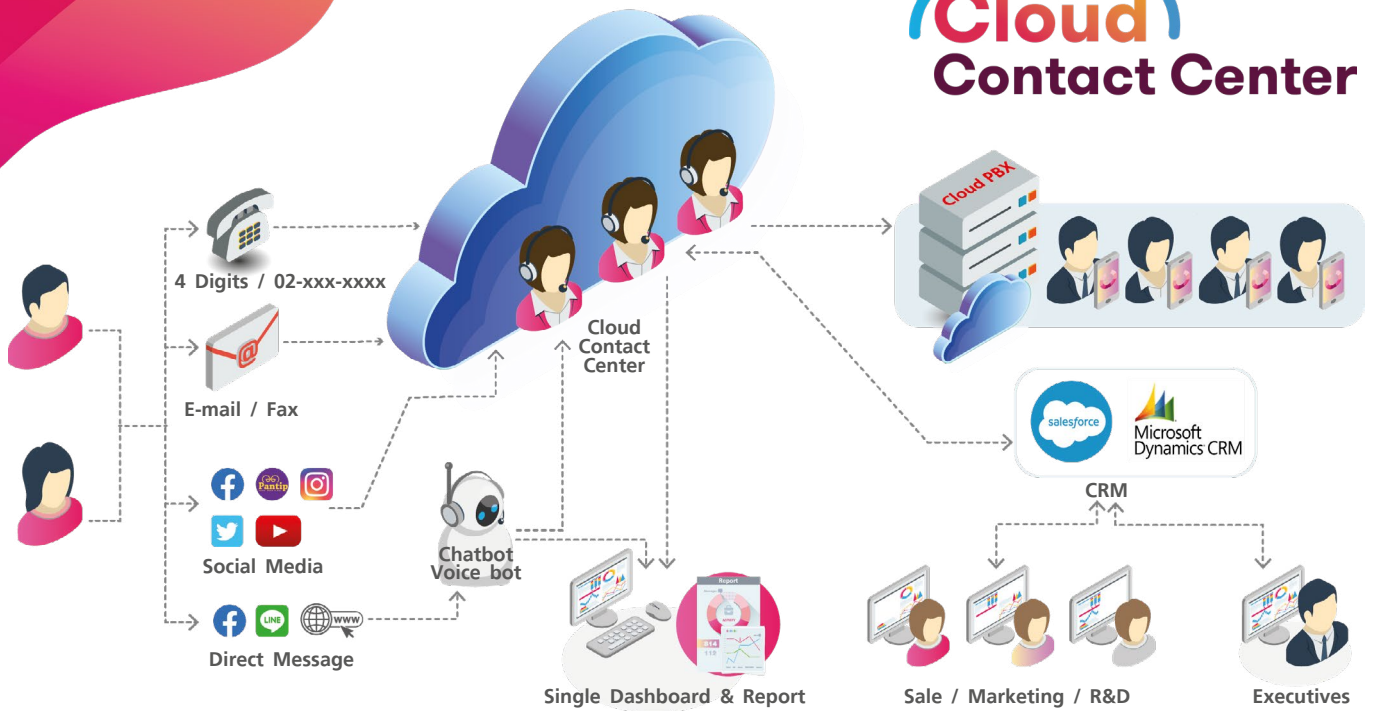 Cloud
Contact Center
Cloud PBX
4 Digits / 02-xxx-xxxx
Cloud
Contact
Center
E-mail / Fax
salesforce
Microsoft
Dynamics CRM
CRM
Pantip
Social Media
Chatbot
Voice bot
LINE
WWW
Direct Message
Report
Single Dashboard & Report
Sale / Marketing / R&D
Executives